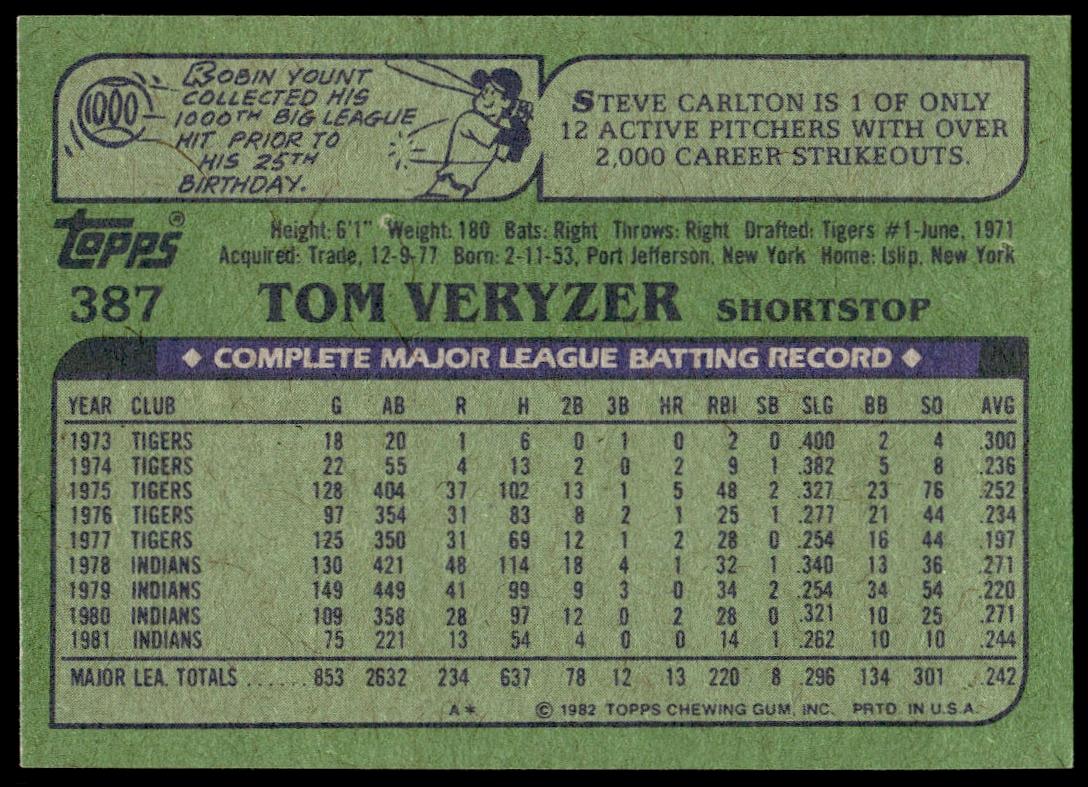 1000
ROBIN YOUNT
COLLECTED HIS
1000TH BIG LEAGUE
HIT PRIOR TO
HIS 25TH
BIRTHDAY.
STEVE CARLTON IS 1 OF ONLY
12 ACTIVE PITCHERS WITH OVER
2,000 CAREER STRIKEOUTS.
TOPPS®
Height: 6'1" Weight: 180 Bats: Right Throws: Right Drafted: Tigers #1-June, 1971
Acquired: Trade, 12-9-77 Born: 2-11-53, Port Jefferson, New York Home: Islip, New York
387 TOM VERYZER SHORTSTOP
◆ COMPLETE MAJOR LEAGUE BATTING RECORD ◆
YEAR CLUB G AB R H 2B 3B HR RBI SB SLG BB SO AVG
1973 TIGERS 18 20 1 6 0 1 0 2 0 .400 2 4 .300
1974 TIGERS 22 55 4 13 2 0 2 9 1 .382 5 8 .236
1975 TIGERS 128 404 37 102 13 1 5 48 2 .327 23 76 .252
1976 TIGERS 97 354 31 83 8 2 1 25 1 .277 21 44 .234
1977 TIGERS 125 350 31 69 12 1 2 28 0 .254 16 44 .197
1978 INDIANS 130 421 48 114 18 4 1 32 1 .340 13 36 .271
1979 INDIANS 149 449 41 99 9 3 0 34 2 .254 34 54 .220
1980 INDIANS 109 358 28 97 12 0 2 28 0 .321 10 25 .271
1981 INDIANS 75 221 13 54 4 0 0 14 1 .262 10 10 .244
MAJOR LEA. TOTALS ...... 853 2632 234 637 78 12 13 220 8 .296 134 301 .242
A* © 1982 TOPPS CHEWING GUM, INC. PRTD. IN U.S.A.